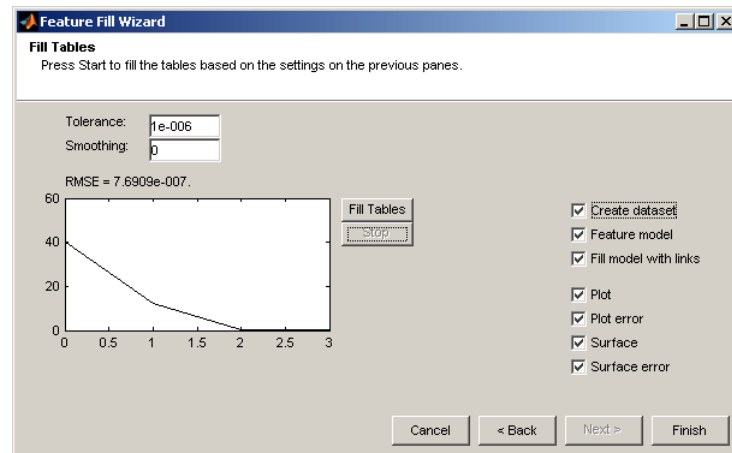 Feature Fill Wizard
Fill Tables
Press Start to fill the tables based on the settings on the previous panes.
Tolerance: 1e-006
Smoothing: 0
RMSE = 7.6909e-007.
60
40
20
0
0 0.5 1 1.5 2 2.5 3
Fill Tables
Stop
Create dataset
Feature model
Fill model with links
Plot
Plot error
Surface
Surface error
Cancel
< Back
Next >
Finish